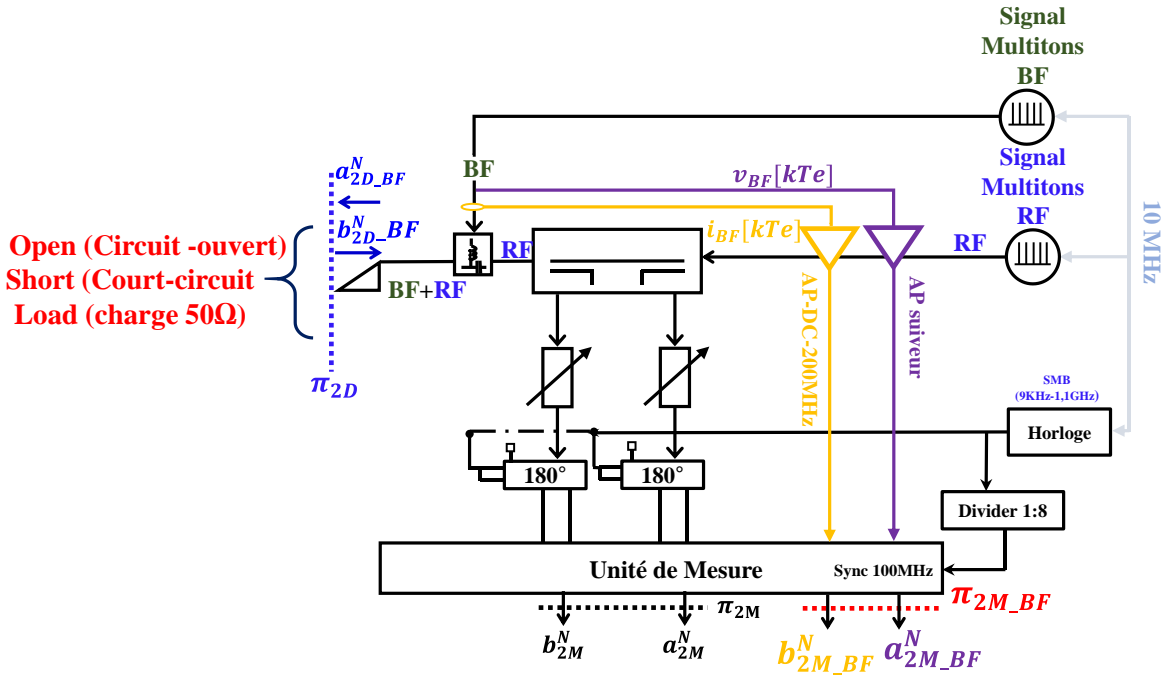 Signal
Multitons
BF
Signal
Multitons
RF
10 MHz
BF
v_BF[kTe]
a^N_2D_BF
b^N_2D_BF
i_BF[kTe]
RF
RF
Open (Circuit -ouvert)
Short (Court-circuit
Load (charge 50Ω)
BF+RF
AP-DC-200MHz
AP suiveur
π_2D
SMB
(9KHz-1,1GHz)
Horloge
180°
180°
Divider 1:8
Unité de Mesure
Sync 100MHz
π_2M
π_2M_BF
b^N_2M
a^N_2M
b^N_2M_BF
a^N_2M_BF